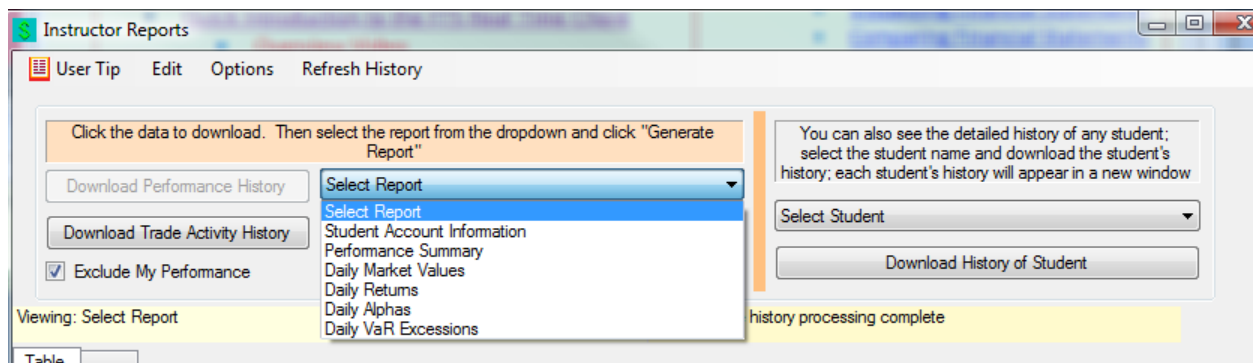 Instructor Reports
User Tip Edit Options Refresh History
Click the data to download. Then select the report from the dropdown and click "Generate
Report"
Download Performance History
Select Report
Select Report
Student Account Information
Performance Summary
Daily Market Values
Daily Returns
Daily Alphas
Daily VaR Excessions
Download Trade Activity History
Exclude My Performance
You can also see the detailed history of any student;
select the student name and download the student's
history; each student's history will appear in a new window
Select Student
Download History of Student
Viewing: Select Report
history processing complete
Table